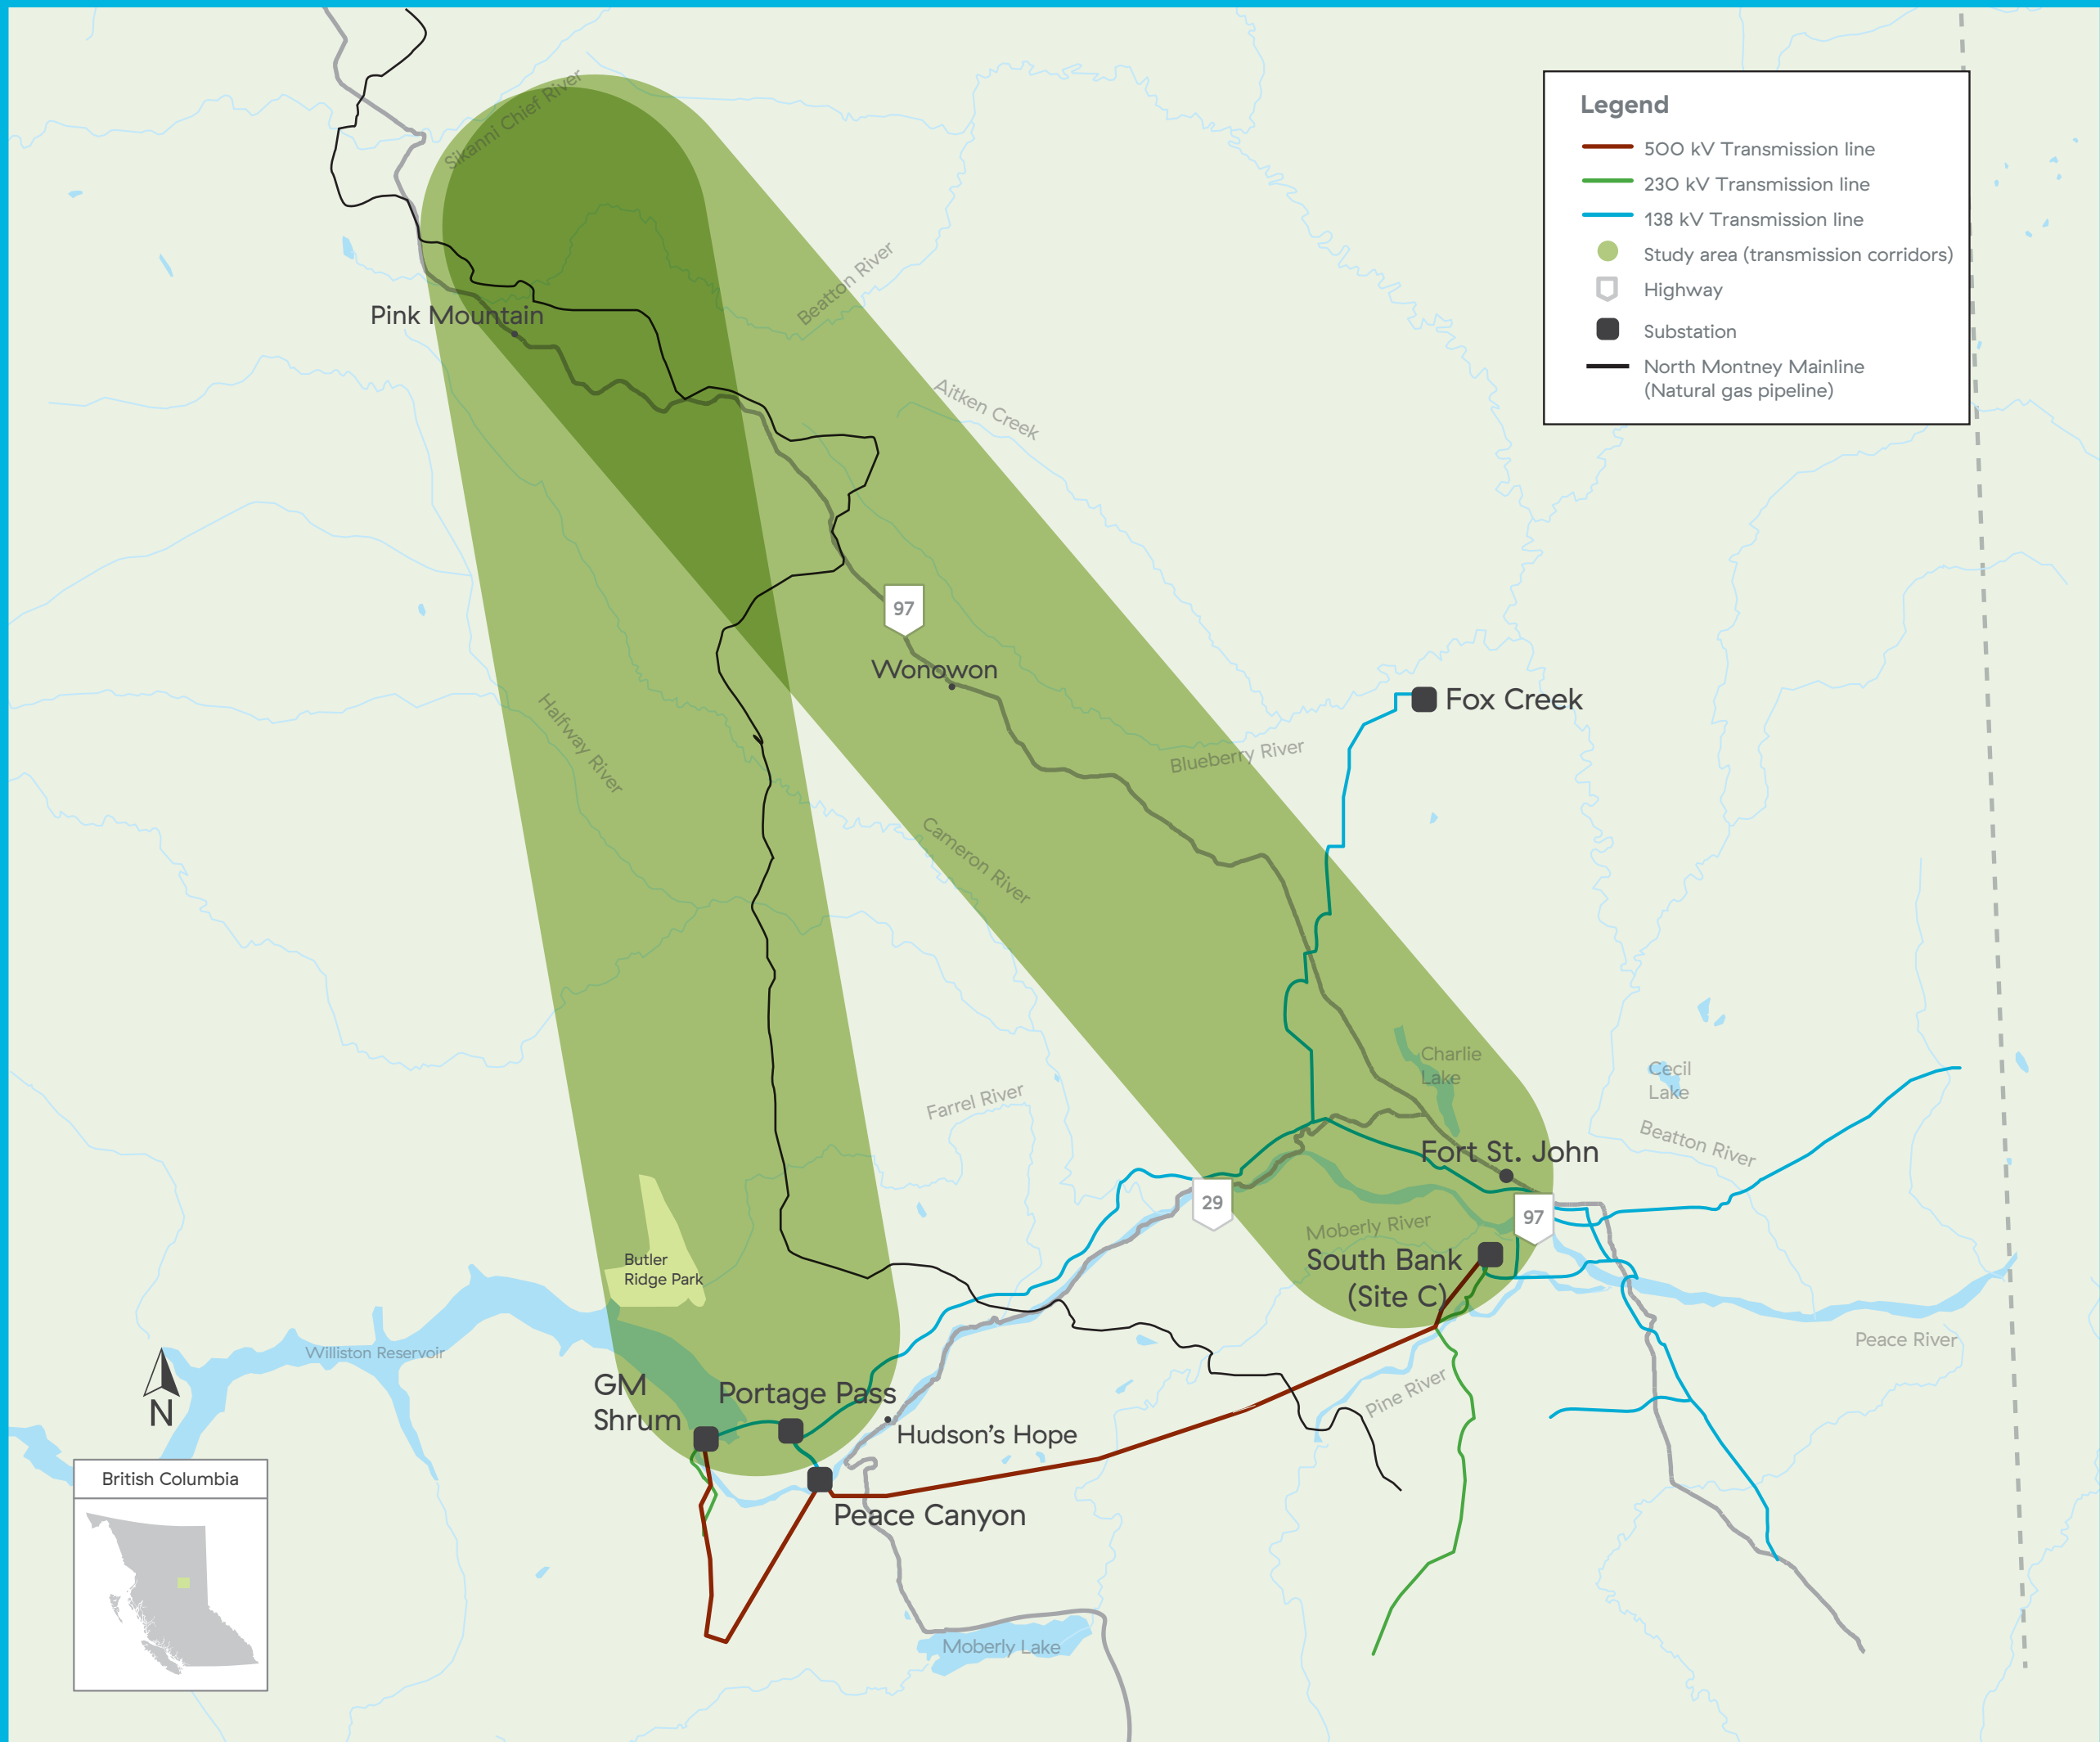 Legend
500 kV Transmission line
230 kV Transmission line
138 kV Transmission line
Study area (transmission corridors)
Highway
Substation
North Montney Mainline
(Natural gas pipeline)
Sikanni Chief River
Beatton River
Pink Mountain
Aitken Creek
97
Wonowon
Fox Creek
Halfway River
Blueberry River
Cameron River
Charlie
Lake
Cecil
Lake
Farrel River
Beatton River
Fort St. John
29
97
Moberly River
South Bank
(Site C)
Butler
Ridge Park
Williston Reservoir
Peace River
GM
Shrum
Portage Pass
Pine River
Hudson’s Hope
Peace Canyon
N
British Columbia
Moberly Lake